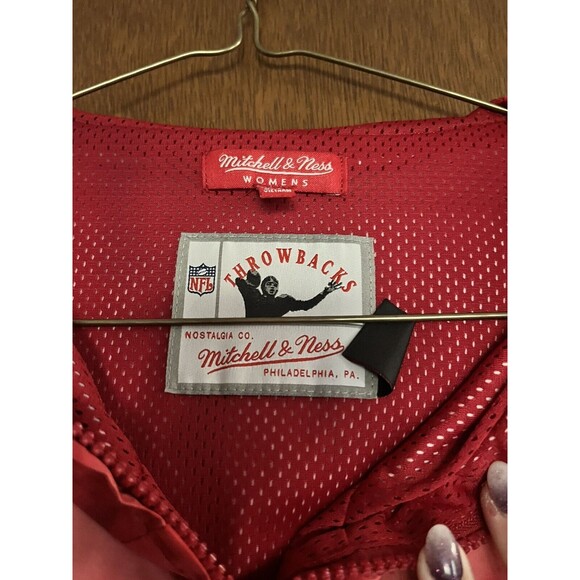 Mitchell & Ness
WOMENS
THROWBACKS
NFL
NOSTALGIA CO.
Mitchell & Ness
PHILADELPHIA, PA.